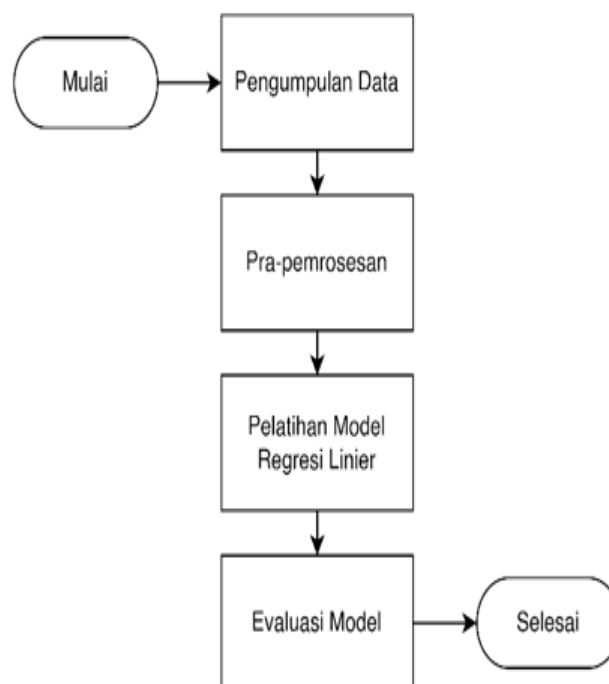 Mulai
Pengumpulan Data
Pra-pemrosesan
Pelatihan Model
Regresi Linier
Evaluasi Model
Selesai